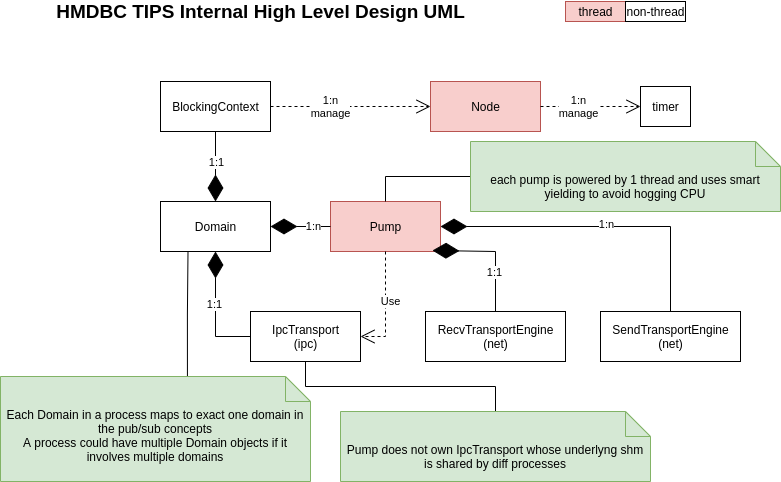 HMDBC TIPS Internal High Level Design UML
thread
non-thread
BlockingContext
1:n
manage
Node
1:n
manage
timer
1:1
each pump is powered by 1 thread and uses smart
yielding to avoid hogging CPU
Domain
1:n
Pump
1:n
1:1
1:1
Use
IpcTransport
(ipc)
RecvTransportEngine
(net)
SendTransportEngine
(net)
Each Domain in a process maps to exact one domain in
the pub/sub concepts
A process could have multiple Domain objects if it
involves multiple domains
Pump does not own IpcTransport whose underlyng shm
is shared by diff processes